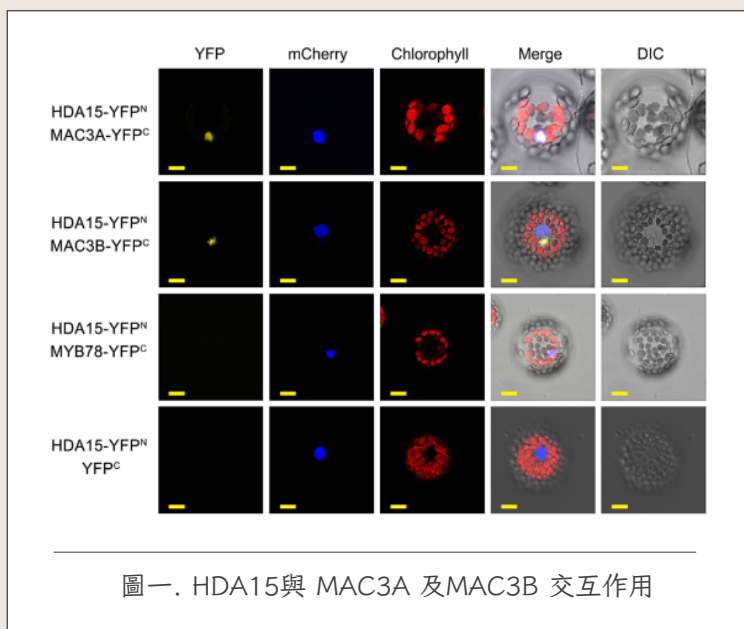 YFP mCherry Chlorophyll Merge DIC
HDA15-YFPᴺ
MAC3A-YFPᶜ
HDA15-YFPᴺ
MAC3B-YFPᶜ
HDA15-YFPᴺ
MYB78-YFPᶜ
HDA15-YFPᴺ
YFPᶜ
圖一. HDA15與 MAC3A 及MAC3B 交互作用